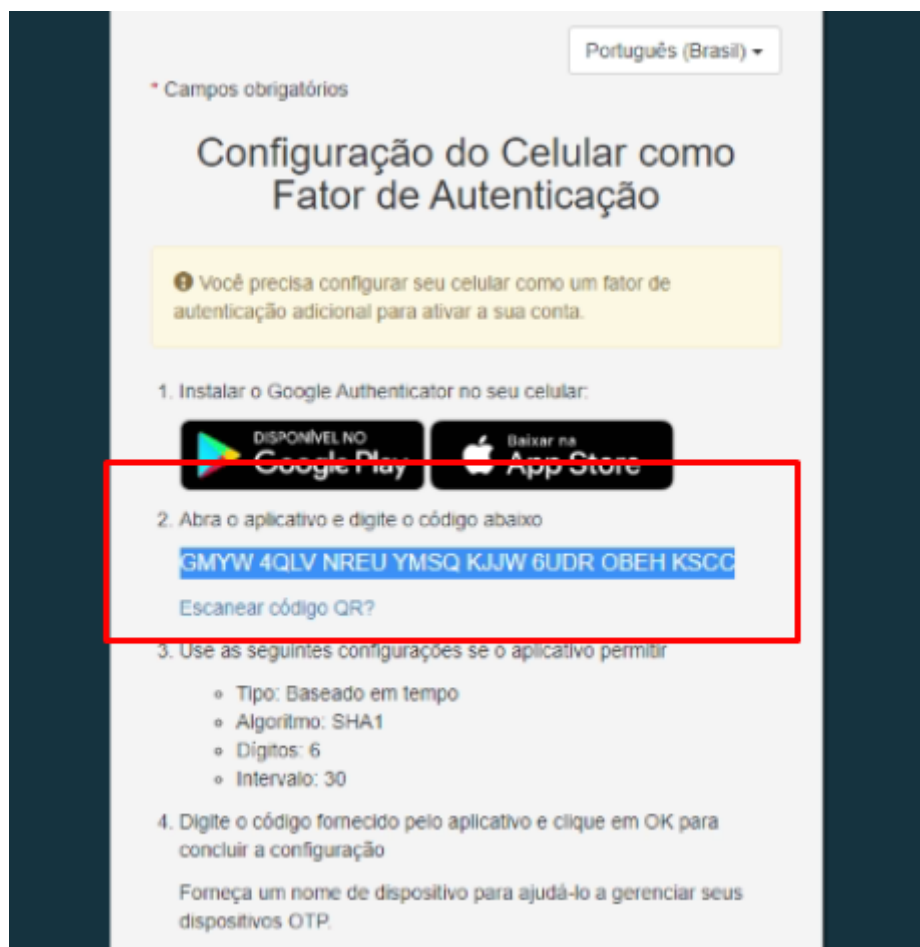 Português (Brasil)
* Campos obrigatórios
Configuração do Celular como
Fator de Autenticação
Você precisa configurar seu celular como um fator de
autenticação adicional para ativar a sua conta.
1. Instalar o Google Authenticator no seu celular:
DISPONÍVEL NO
Google Play
Baixar na
App Store
2. Abra o aplicativo e digite o código abaixo
GMYW 4QLV NREU YMSQ KJJW 6UDR OBEH KSCC
Escanear código QR?
3. Use as seguintes configurações se o aplicativo permitir
Tipo: Baseado em tempo
Algoritmo: SHA1
Dígitos: 6
Intervalo: 30
4. Digite o código fornecido pelo aplicativo e clique em OK para
concluir a configuração
Forneça um nome de dispositivo para ajudá-lo a gerenciar seus
dispositivos OTP.